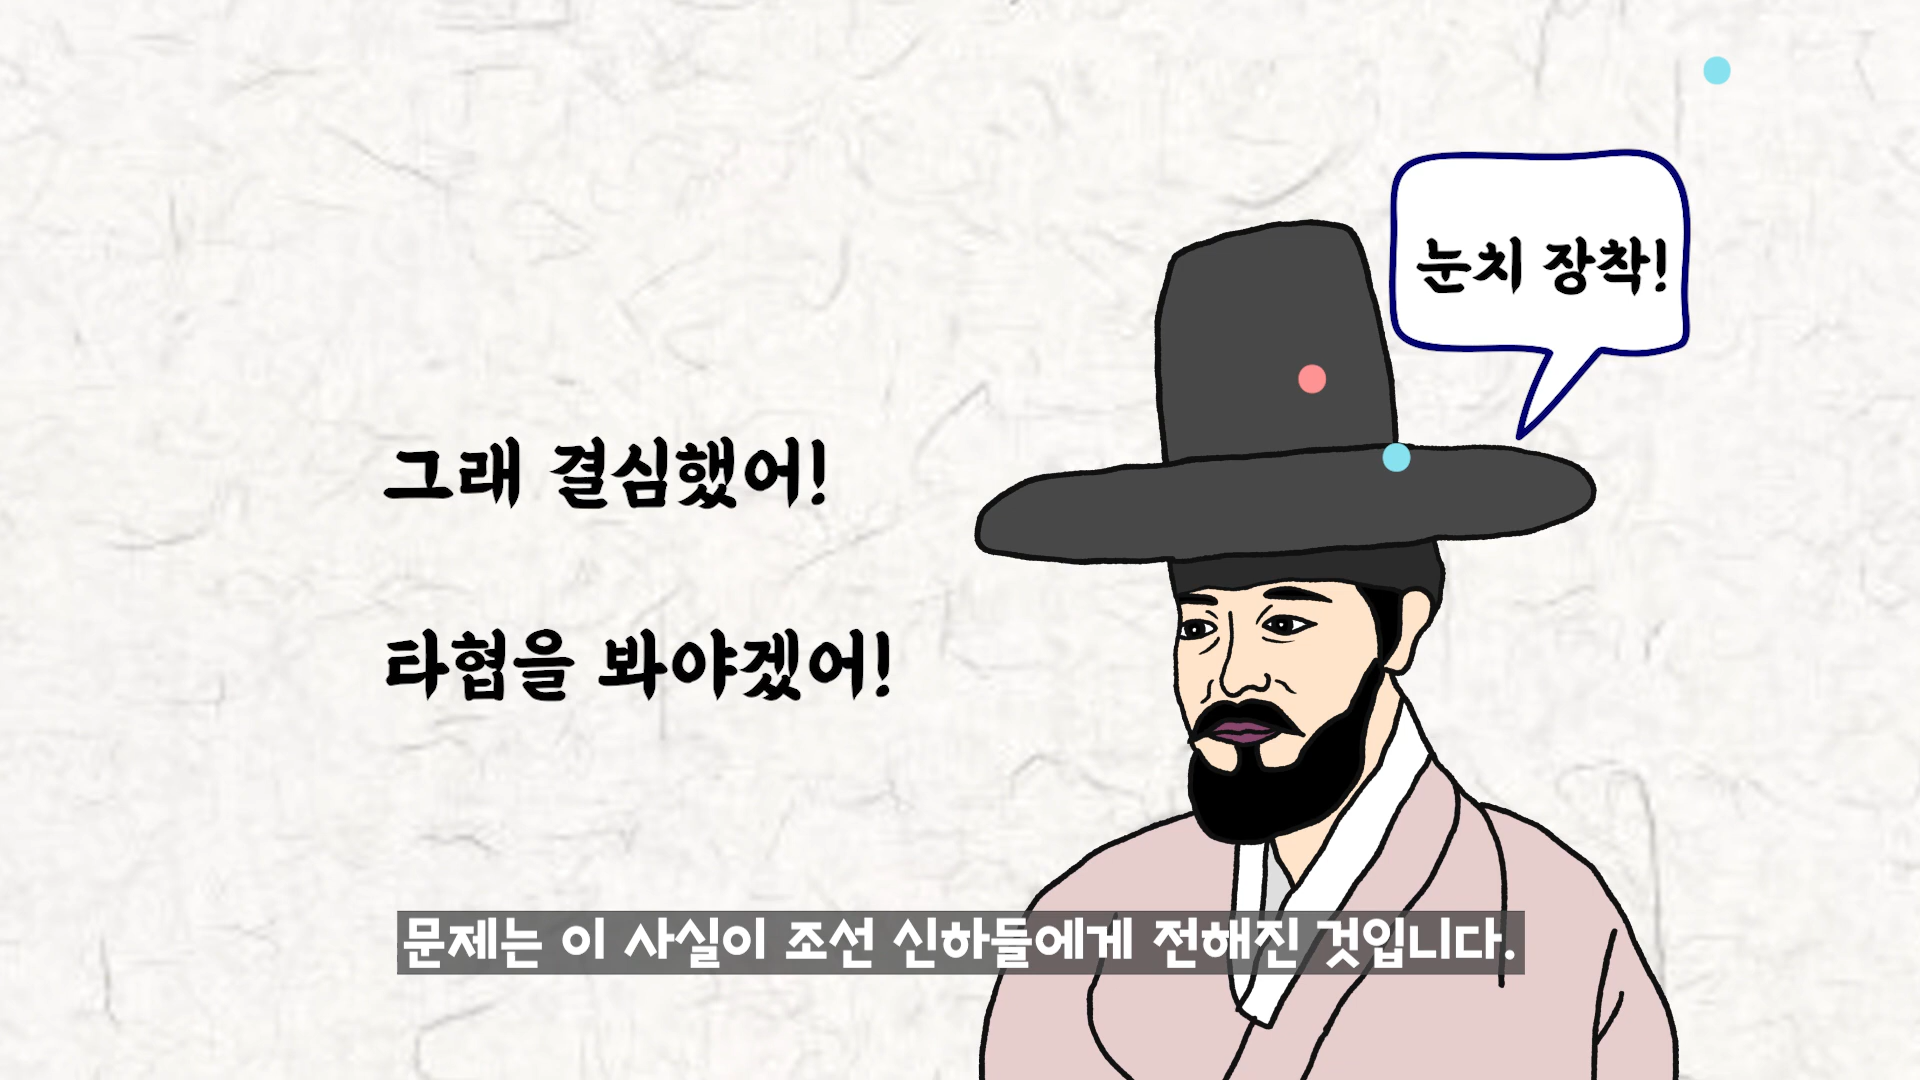 눈치 장착!
그래 결심했어!
타협을 봐야겠어!
문제는 이 사실이 조선 신하들에게 전해진 것입니다.